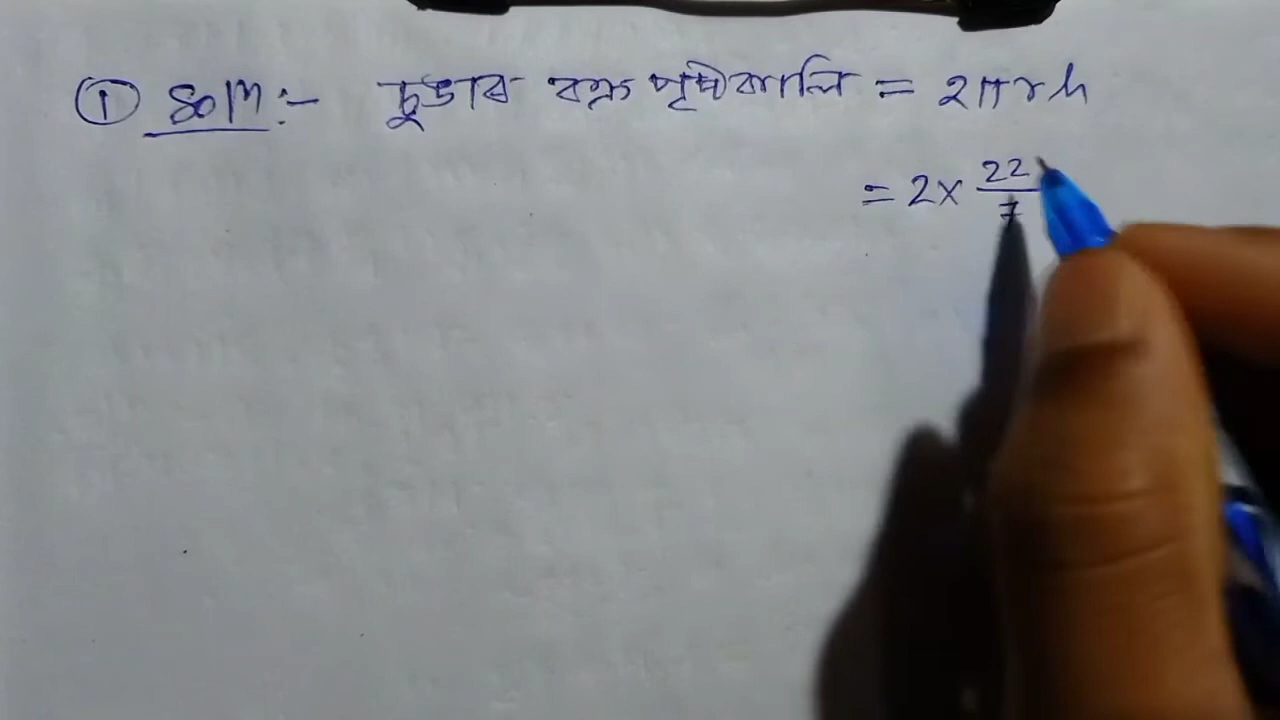 ① Solⁿ:- চুঙাৰ বক্ৰ পৃষ্ঠকালি = 2πrh
= 2 × 22/7